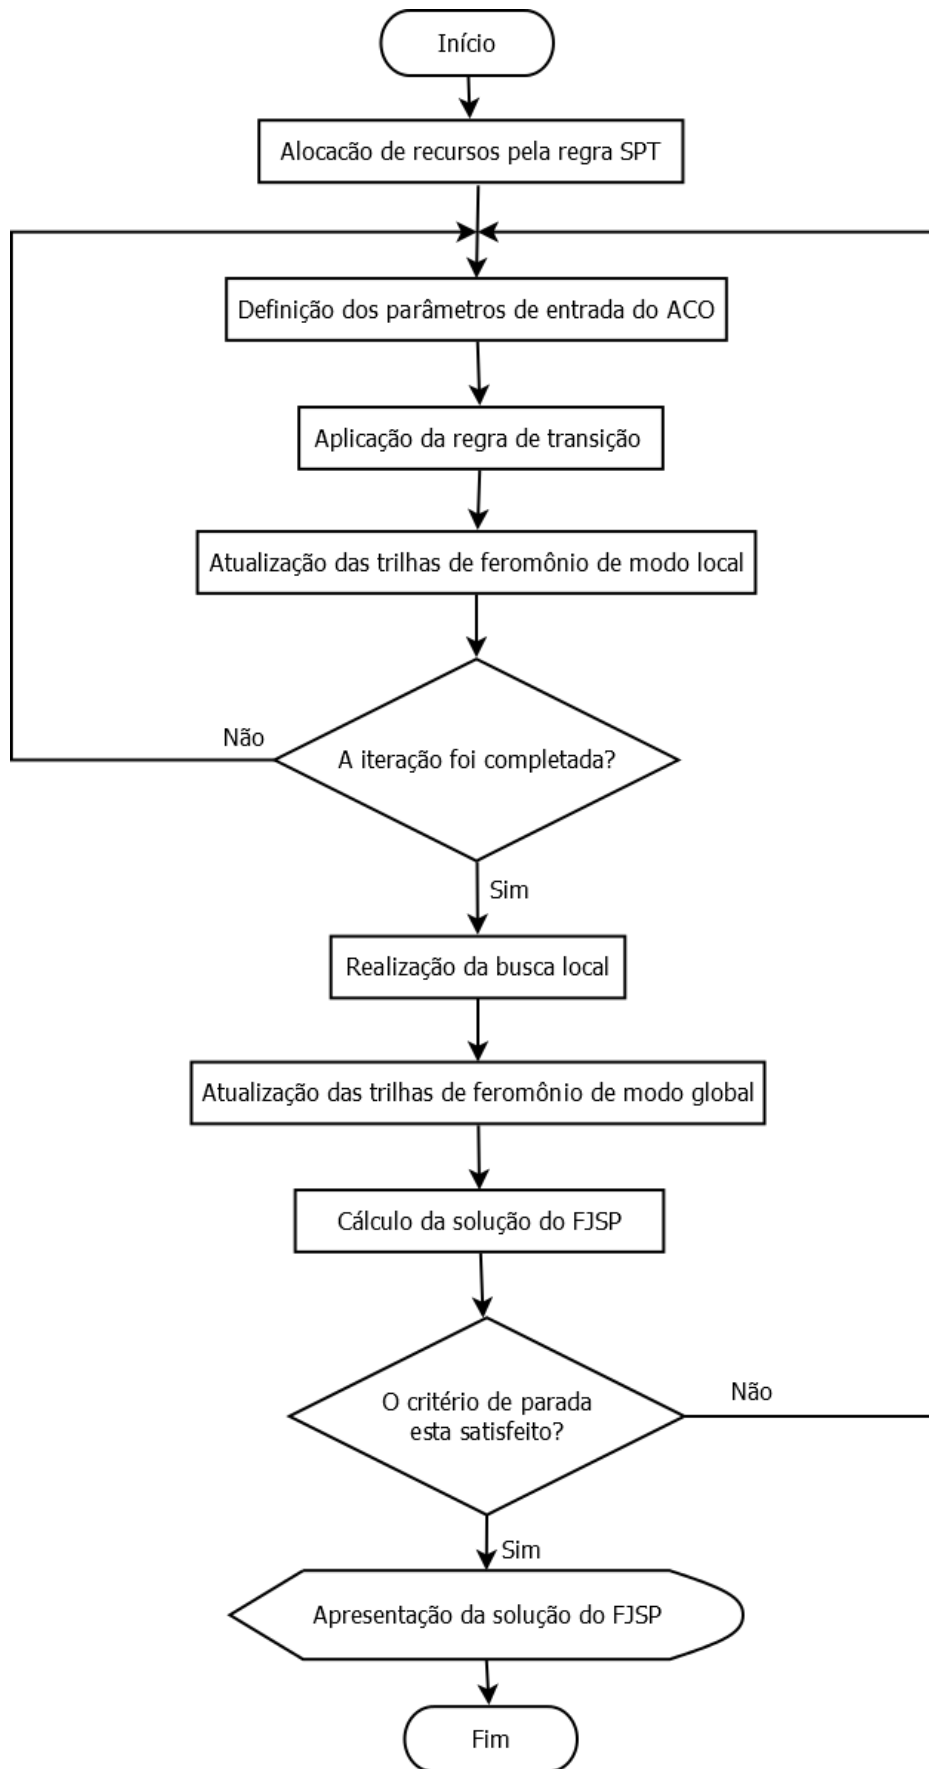 Início
Alocacão de recursos pela regra SPT
Definição dos parâmetros de entrada do ACO
Aplicação da regra de transição
Atualização das trilhas de feromônio de modo local
Não
A iteração foi completada?
Sim
Realização da busca local
Atualização das trilhas de feromônio de modo global
Cálculo da solução do FJSP
O critério de parada
esta satisfeito?
Não
Sim
Apresentação da solução do FJSP
Fim